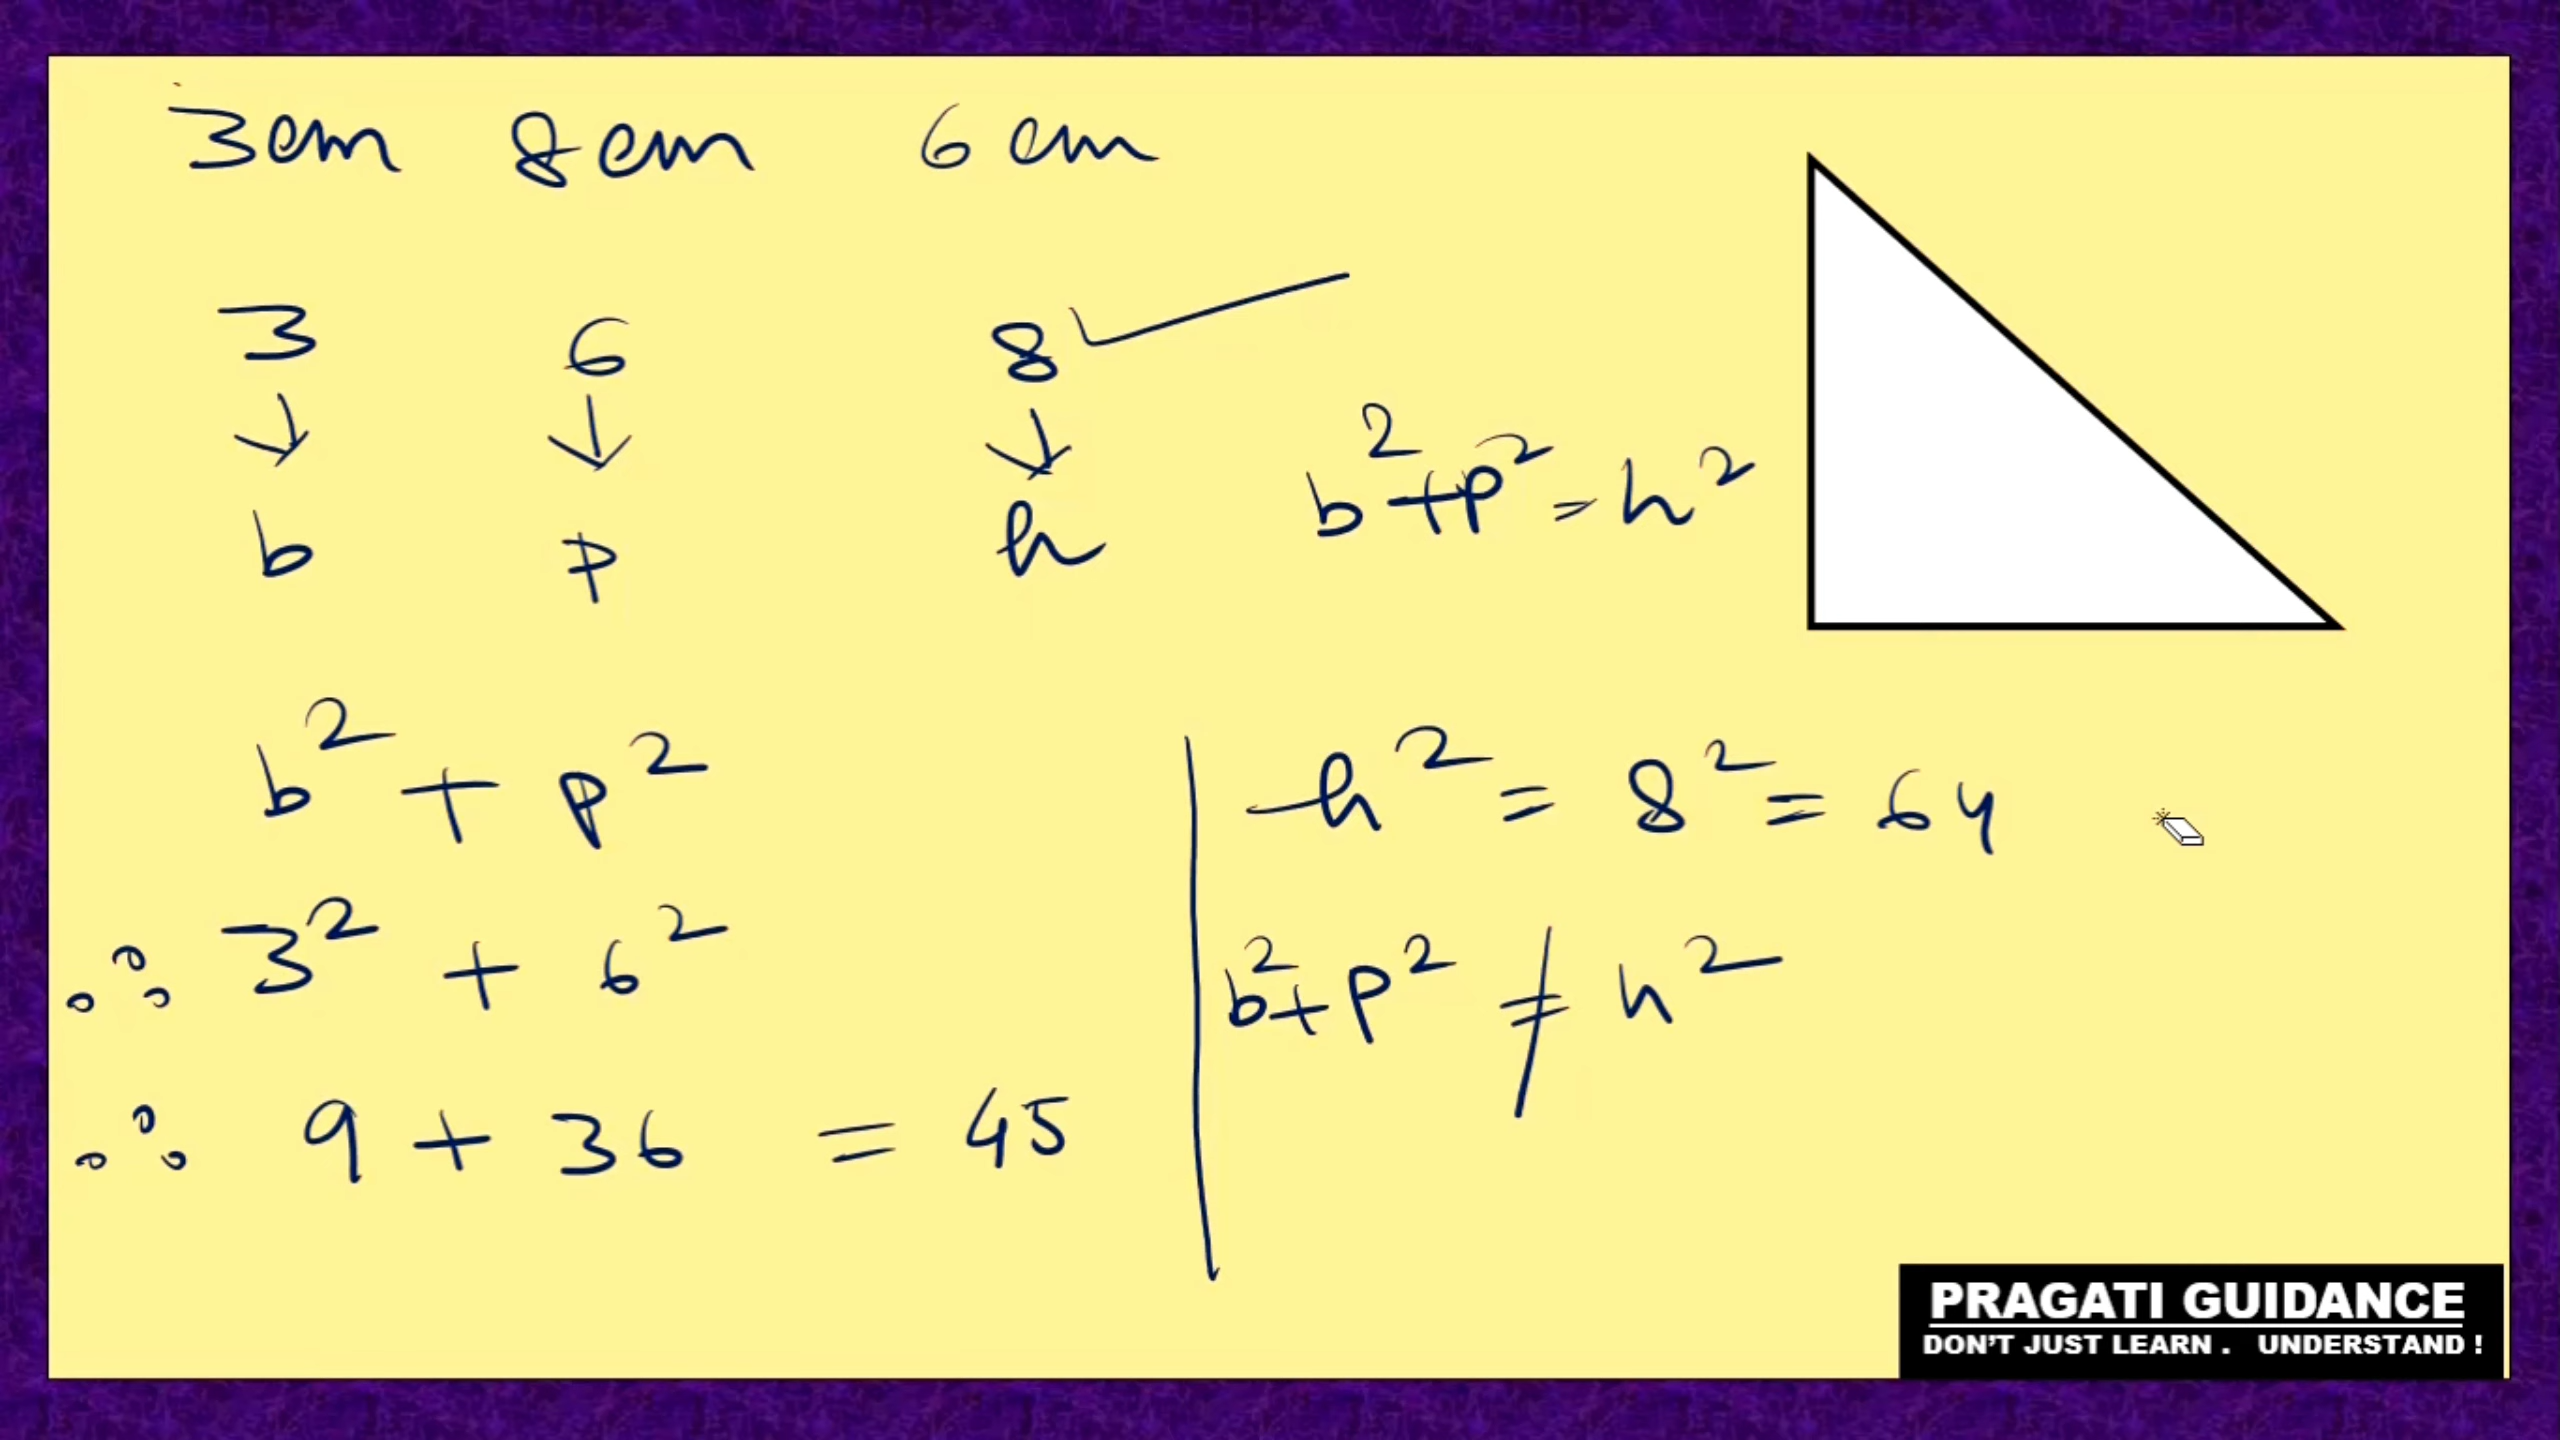 3cm 8cm 6cm
3 6 8
↓ ↓ ↓
b p h
b²+p² = h²
b² + p²
∴ 3² + 6²
∴ 9 + 36 = 45
h² = 8² = 64
b²+p² ≠ h²
PRAGATI GUIDANCE
DON'T JUST LEARN . UNDERSTAND !